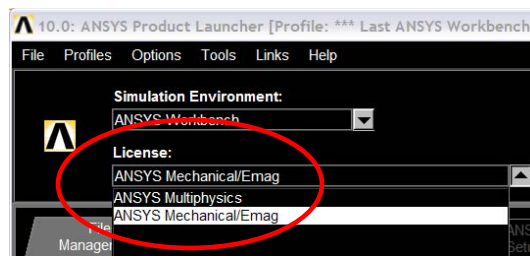 10.0: ANSYS Product Launcher [Profile: *** Last ANSYS Workbench
File Profiles Options Tools Links Help
Simulation Environment:
ANSYS Workbench
License:
ANSYS Mechanical/Emag
ANSYS Multiphysics
ANSYS Mechanical/Emag
File
Manager